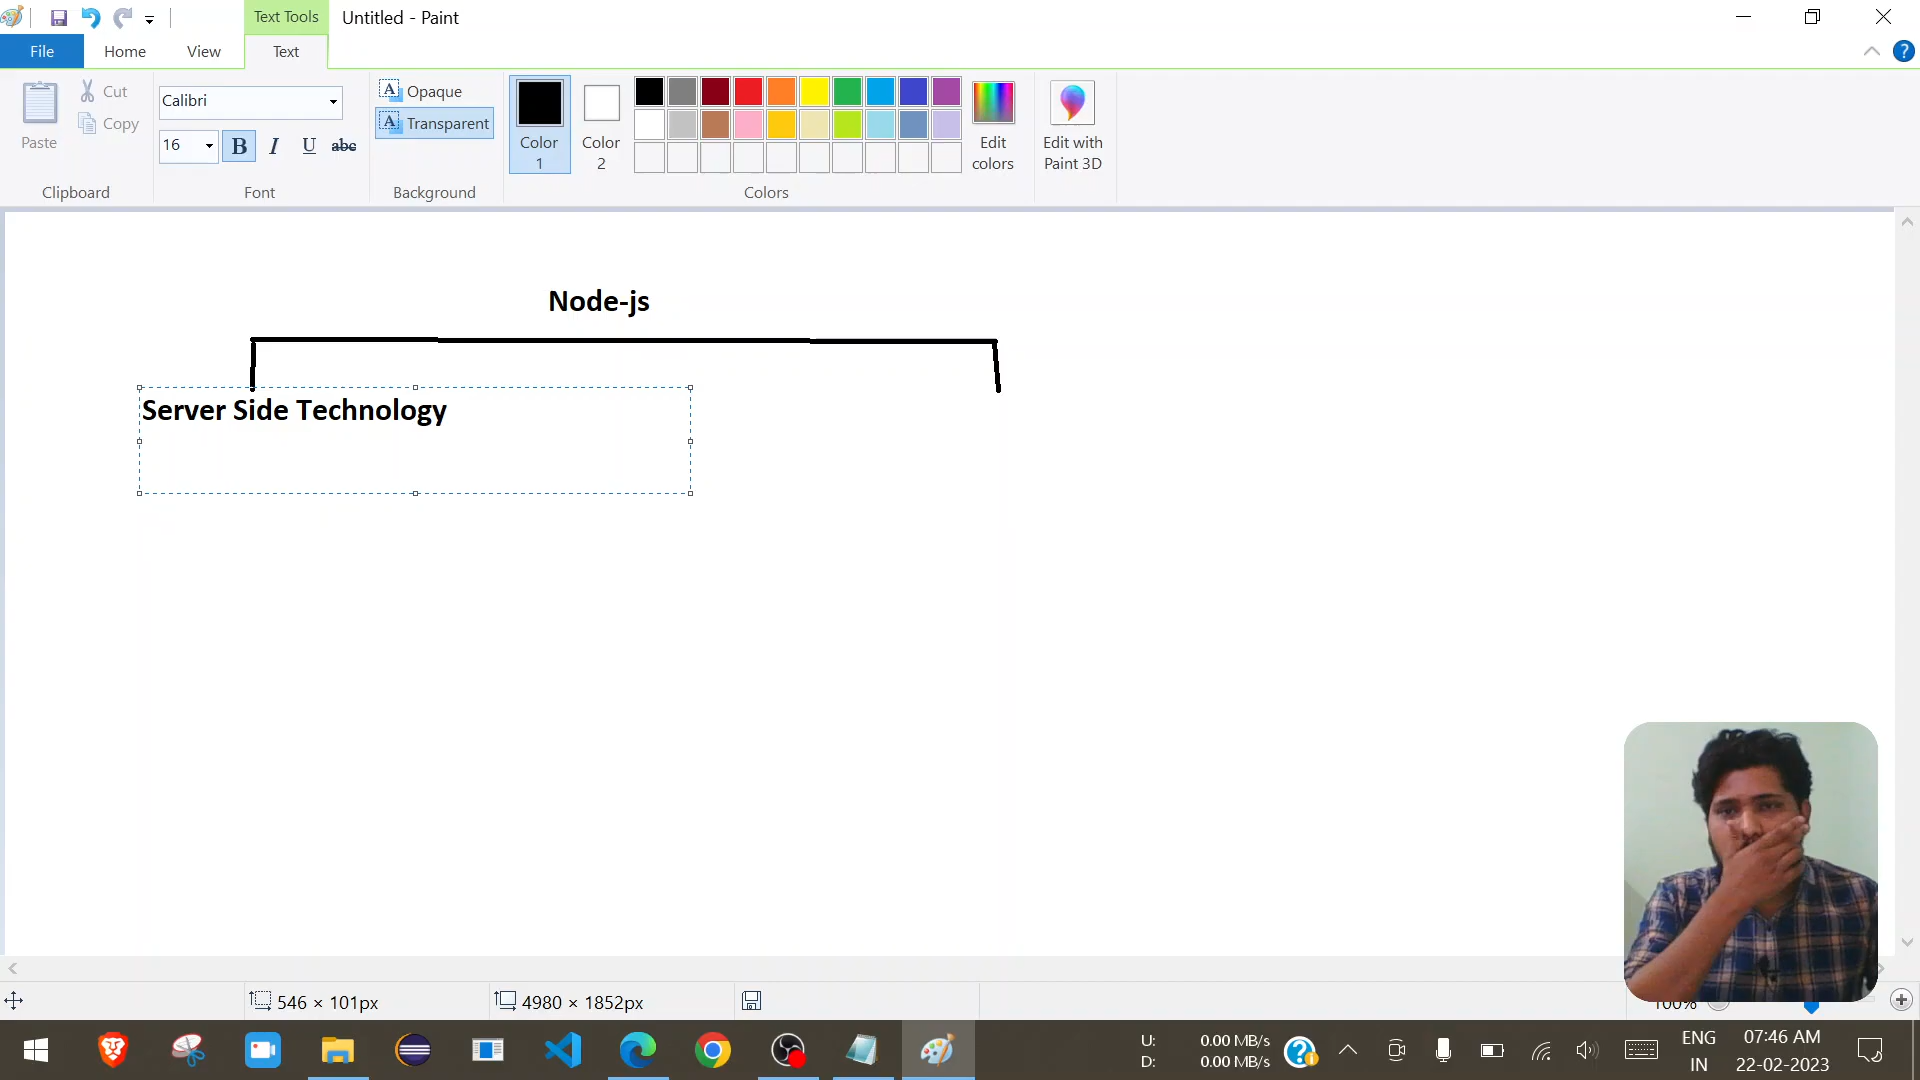 Text Tools
Untitled - Paint
File
Home
View
Text
?
Paste
Cut
Copy
Clipboard
Calibri
16
B
I
U
abc
Font
A Opaque
A Transparent
Background
Color 1
Color 2
Edit colors
Colors
Edit with Paint 3D
Node-js
Server Side Technology
546 × 101px
4980 × 1852px
100%
U: 0.00 MB/s
D: 0.00 MB/s
ENG
IN
07:46 AM
22-02-2023